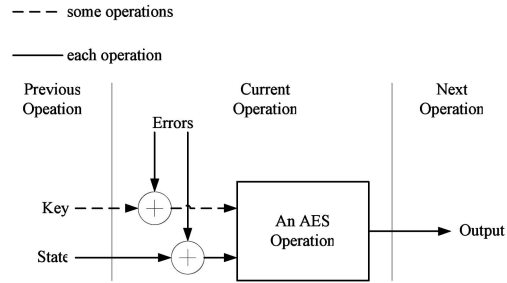 some operations
each operation
Previous
Opeation
Current
Operation
Next
Operation
Errors
Key
An AES
Operation
Output
State